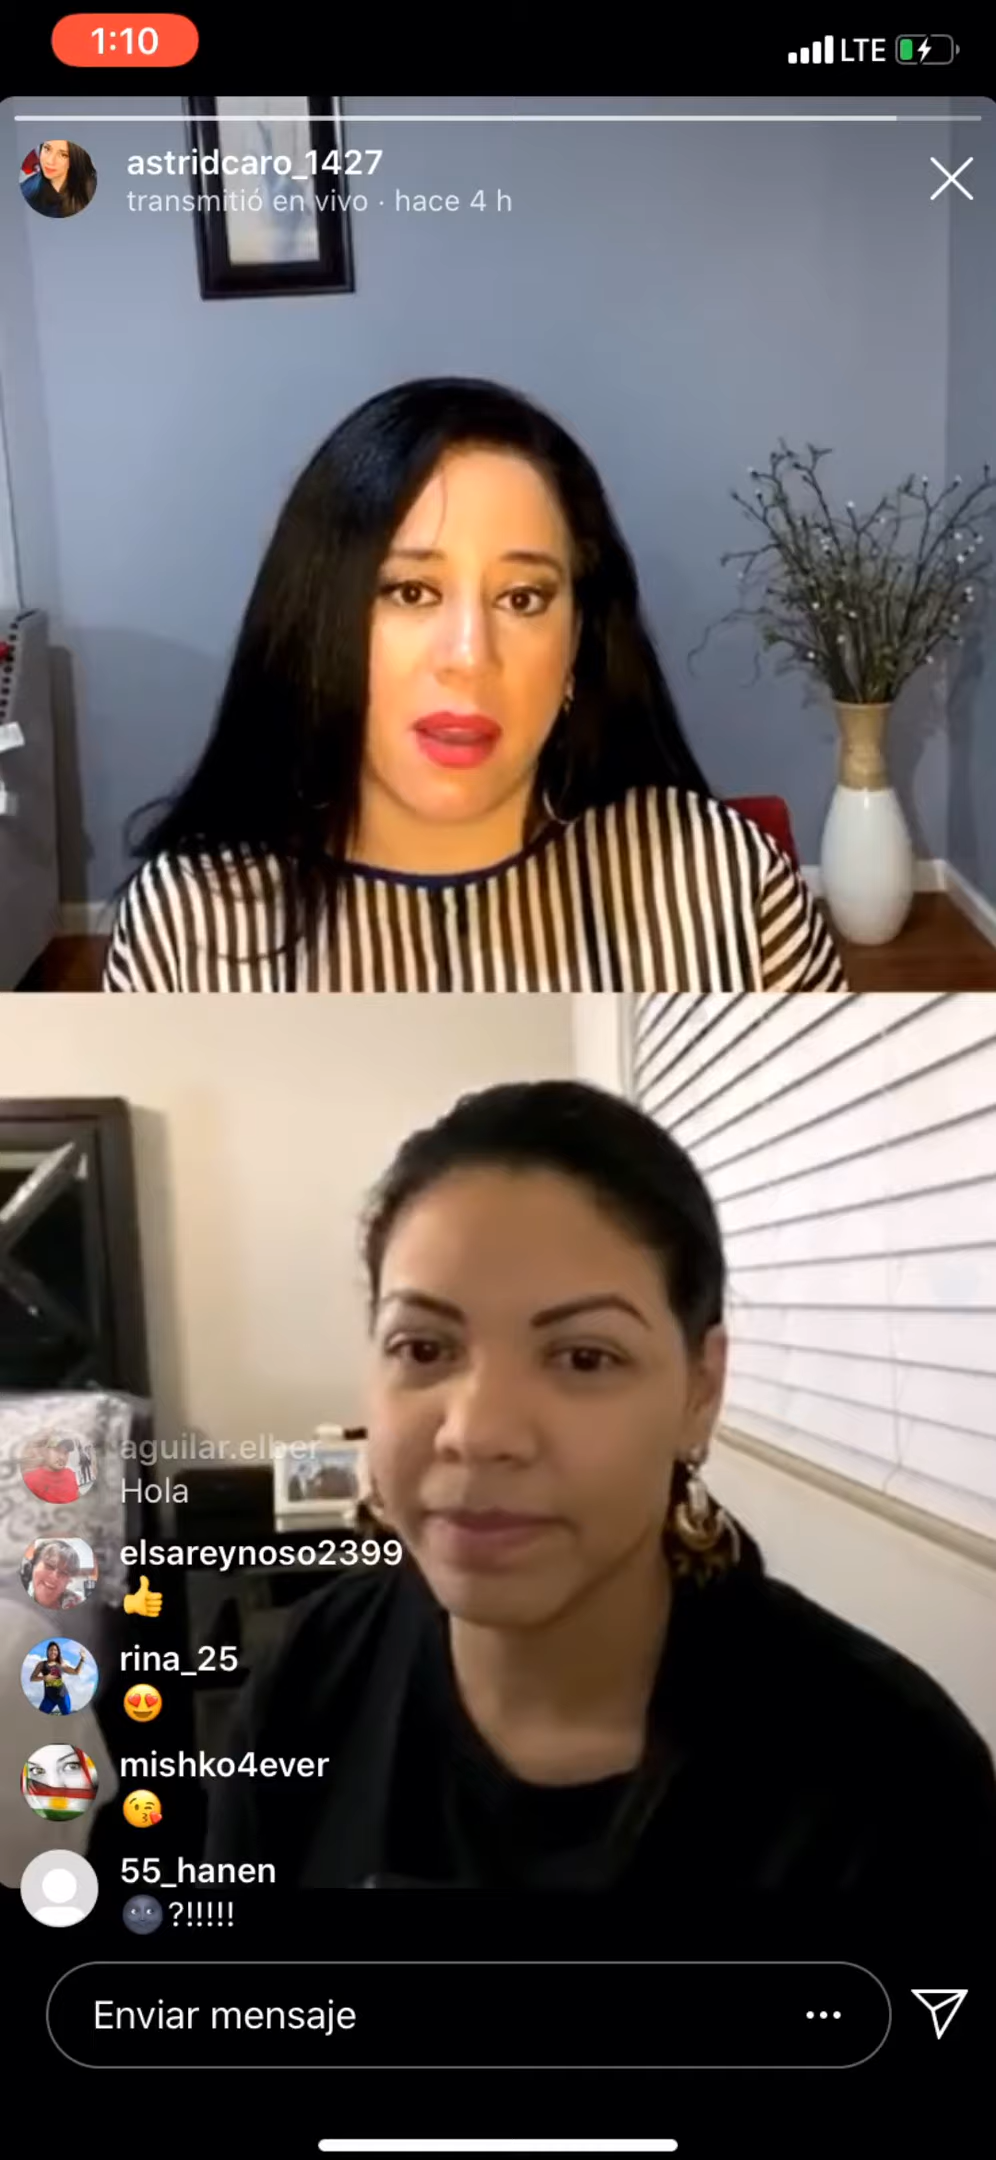 1:10
LTE
astridcaro_1427
transmitió en vivo · hace 4 h
aguilar.elber
Hola
elsareynoso2399
👍
rina_25
😍
mishko4ever
😘
55_hanen
🌚?!!!!!
Enviar mensaje